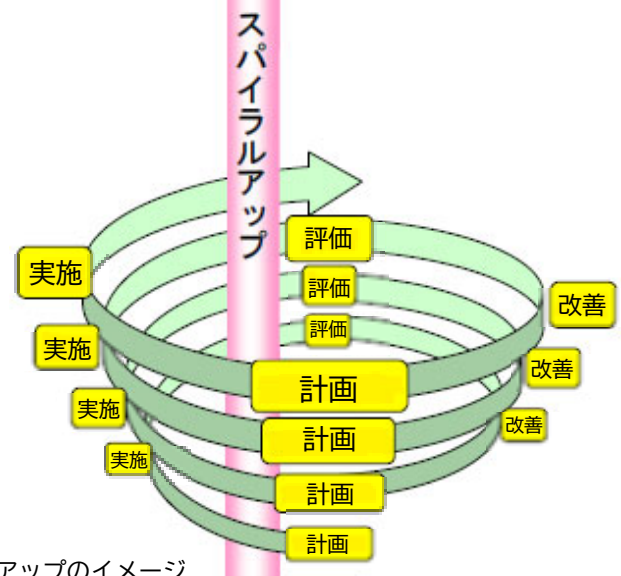 スパイラルアップ
評価
実施
評価
改善
評価
実施
改善
計画
実施
改善
計画
実施
計画
計画
アップのイメージ